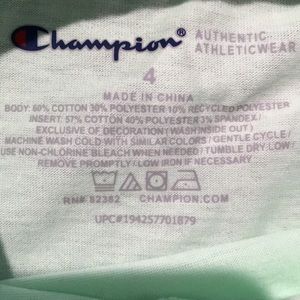 Champion® AUTHENTIC
ATHLETICWEAR
4
MADE IN CHINA
BODY: 60% COTTON 30% POLYESTER 10% RECYCLED POLYESTER
INSERT: 57% COTTON 40% POLYESTER 3% SPANDEX/
EXCLUSIVE OF DECORATION (WASH INSIDE OUT)
MACHINE WASH COLD WITH SIMILAR COLORS / GENTLE CYCLE /
USE NON-CHLORINE BLEACH WHEN NEEDED / TUMBLE DRY LOW /
REMOVE PROMPTLY / LOW IRON IF NECESSARY
RN# 82382 CHAMPION.COM
UPC#194257701879